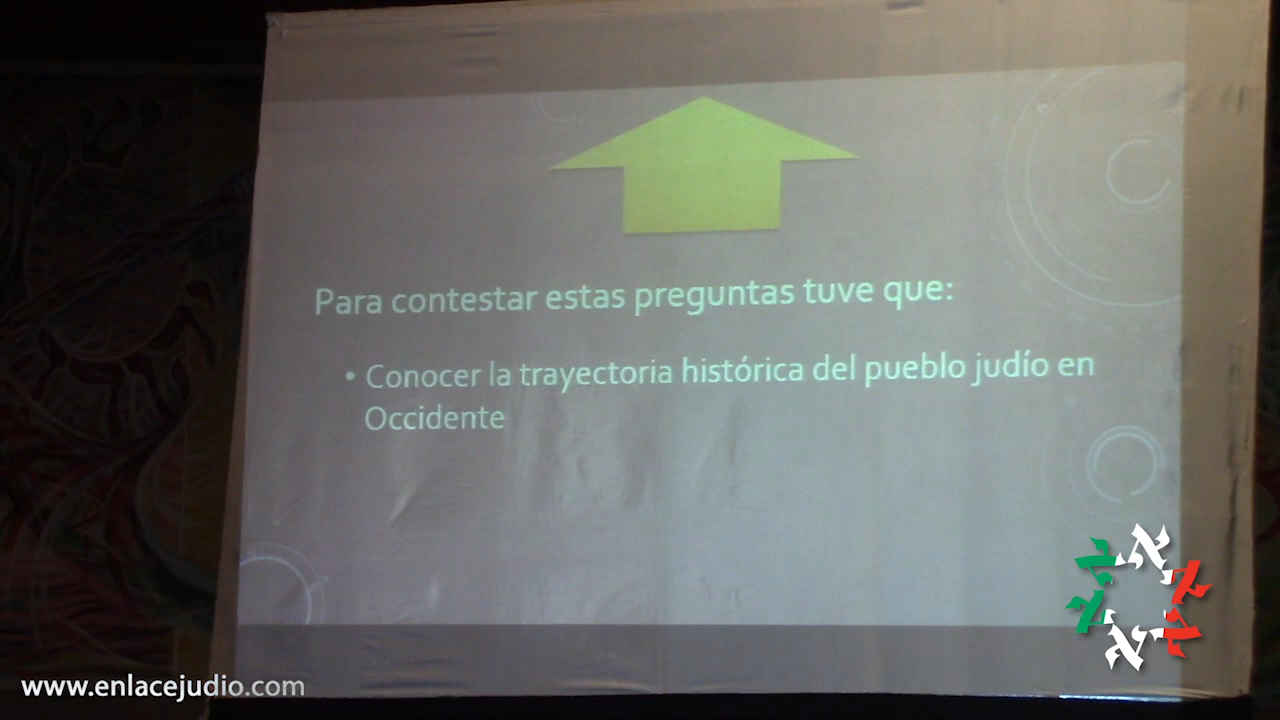 Para contestar estas preguntas tuve que:
• Conocer la trayectoria histórica del pueblo judío en
Occidente
www.enlacejudio.com
א
א
א
א
א
א